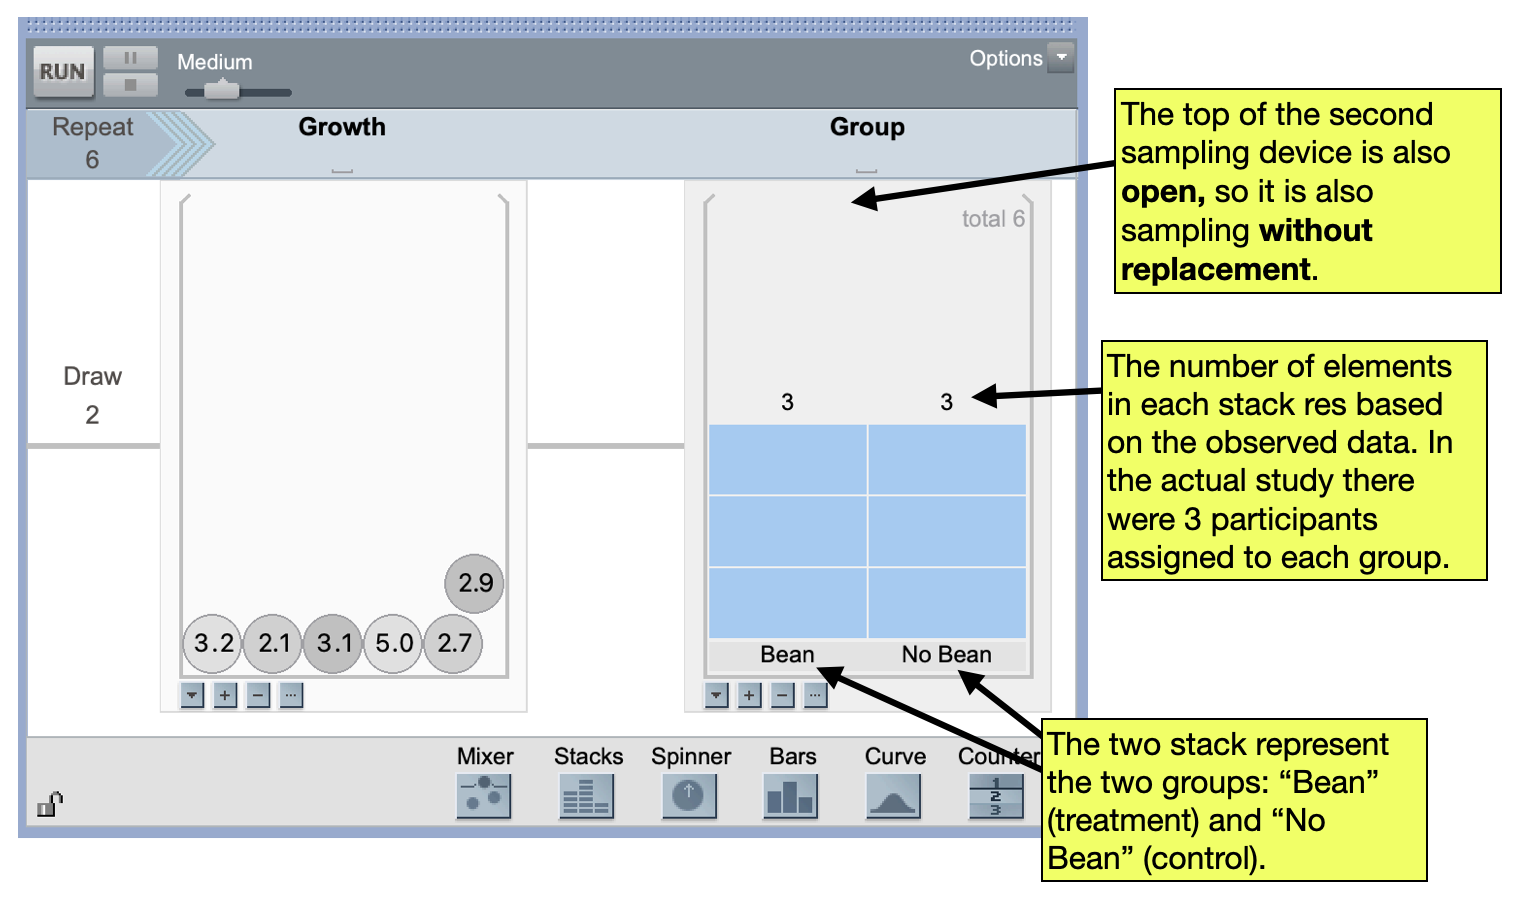 RUN
Medium
Options
Repeat
6
Growth
Group
Draw
2
total 6
3
3
2.9
3.2
2.1
3.1
5.0
2.7
Bean
No Bean
Mixer
Stacks
Spinner
Bars
Curve
Counter
1
2
3
The top of the second
sampling device is also
open, so it is also
sampling without
replacement.
The number of elements
in each stack res based
on the observed data. In
the actual study there
were 3 participants
assigned to each group.
The two stack represent
the two groups: “Bean”
(treatment) and “No
Bean” (control).